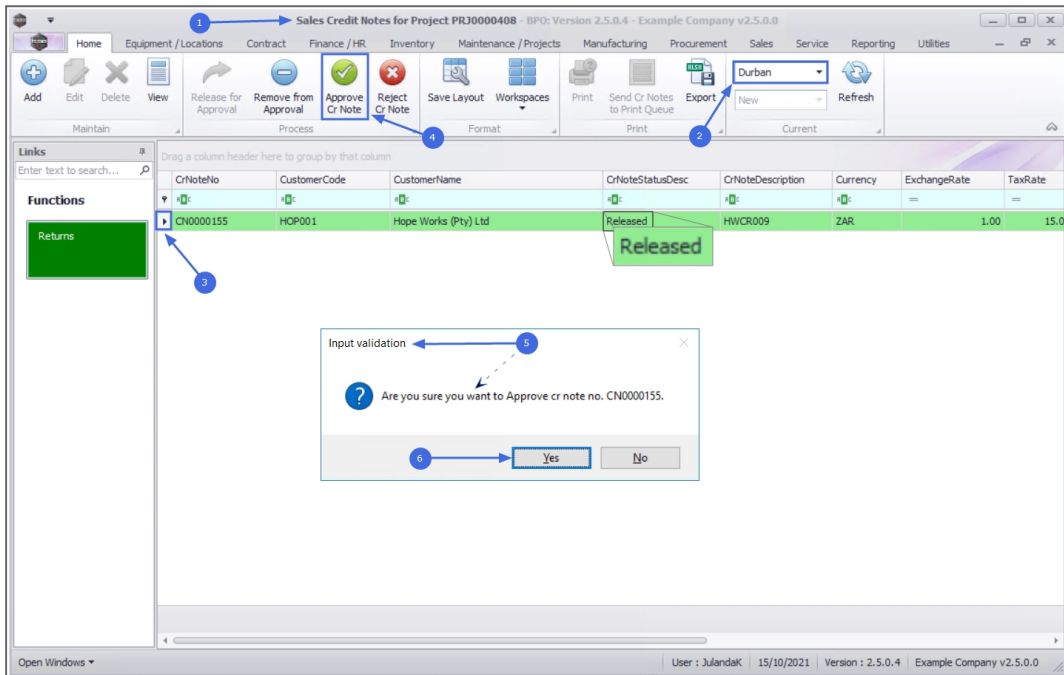 1
Sales Credit Notes for Project PRJ0000408 - BPO: Version 2.5.0.4 - Example Company v2.5.0.0
Home Equipment / Locations Contract Finance / HR Inventory Maintenance / Projects Manufacturing Procurement Sales Service Reporting Utilities
Add Edit Delete View Release for Approval Remove from Approval Approve Cr Note Reject Cr Note Save Layout Workspaces Print Send Cr Notes to Print Queue Export Durban New Refresh
4
2
Maintain Process Format Print Current
Links
Enter text to search...
Functions
Returns
Drag a column header here to group by that column
CrNoteNo CustomerCode CustomerName CrNoteStatusDesc CrNoteDescription Currency ExchangeRate TaxRate
CN0000155 HOP001 Hope Works (Pty) Ltd Released HWCR009 ZAR 1.00 15.0
Released
3
Input validation
5
Are you sure you want to Approve cr note no. CN0000155.
6
Yes No
Open Windows User : JulandaK 15/10/2021 Version : 2.5.0.4 Example Company v2.5.0.0